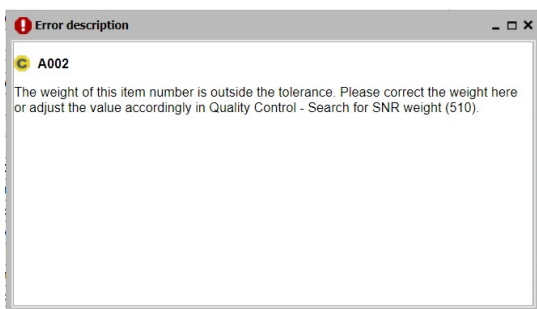 Error description
C A002
The weight of this item number is outside the tolerance. Please correct the weight here
or adjust the value accordingly in Quality Control - Search for SNR weight (510).